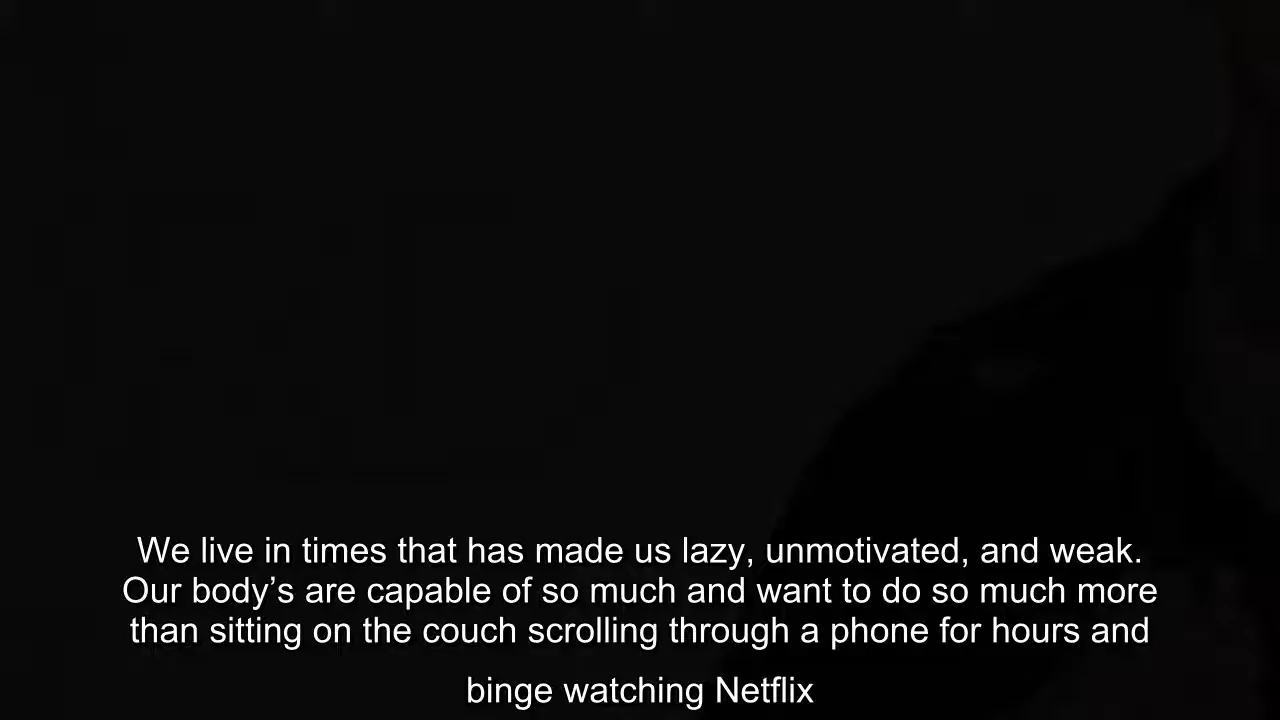 We live in times that has made us lazy, unmotivated, and weak.
Our body’s are capable of so much and want to do so much more
than sitting on the couch scrolling through a phone for hours and
binge watching Netflix